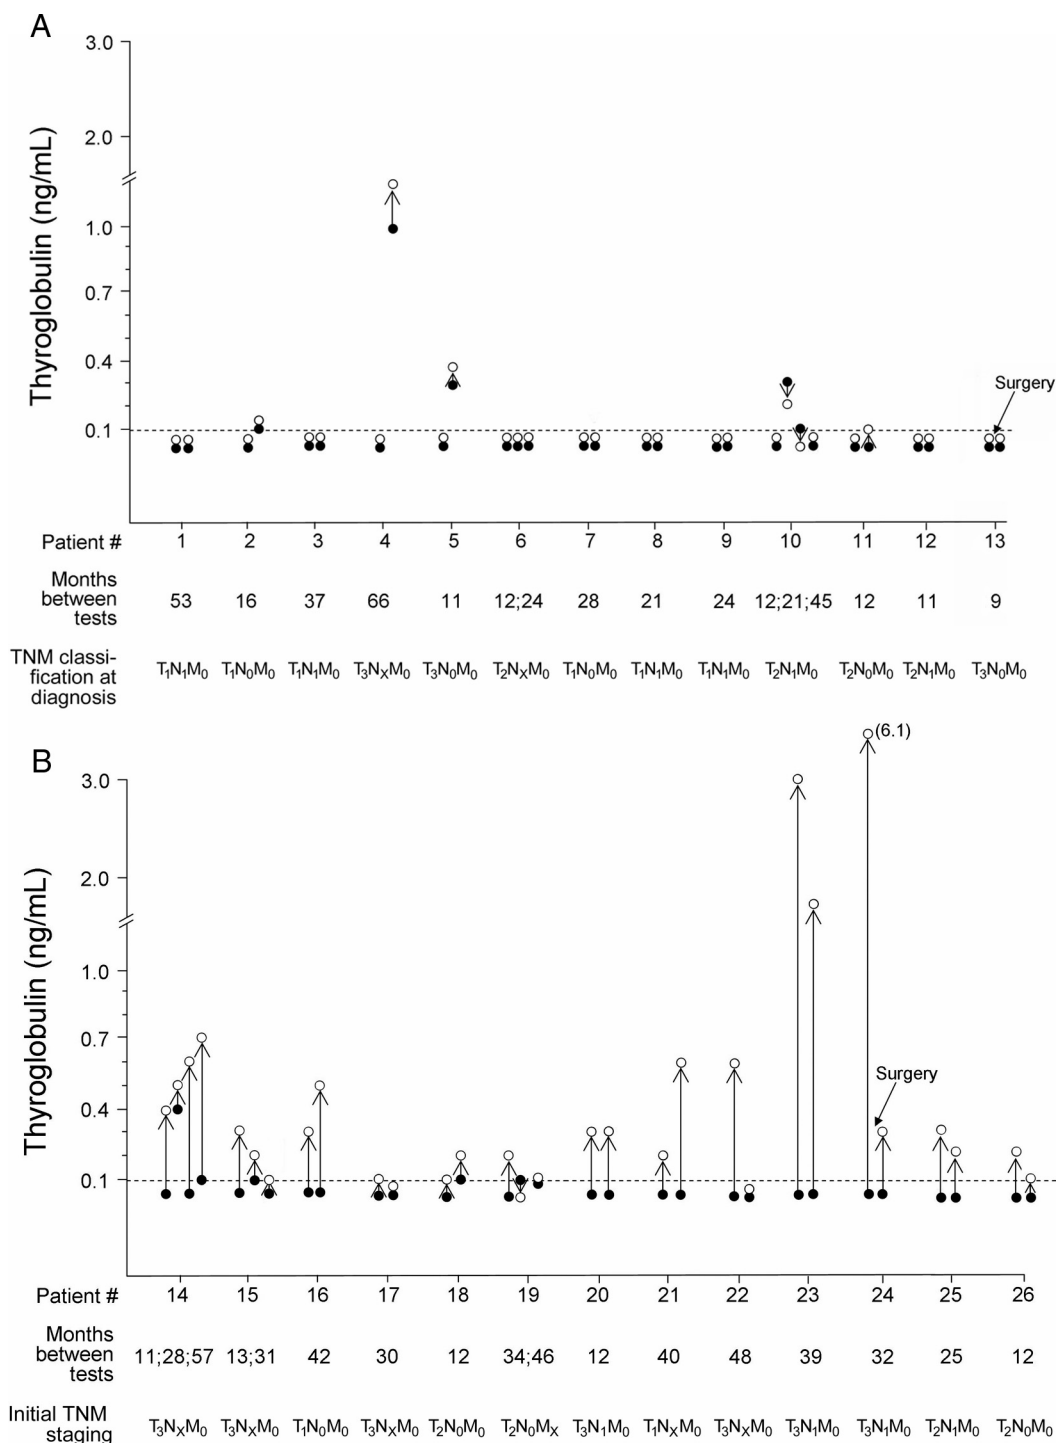 A
3.0
2.0
Thyroglobulin (ng/mL)
1.0
0.7
0.4
Surgery
0.1
Patient # 1 2 3 4 5 6 7 8 9 10 11 12 13
Months
between
tests
53 16 37 66 11 12;24 28 21 24 12;21;45 12 11 9
TNM classi-
fication at
diagnosis
T1N1M0 T1N0M0 T1N1M0 T3NXM0 T3N0M0 T2NXM0 T1N0M0 T1N1M0 T1N1M0 T2N1M0 T2N0M0 T2N1M0 T3N0M0
B
(6.1)
3.0
2.0
Thyroglobulin (ng/mL)
1.0
0.7
Surgery
0.4
0.1
Patient # 14 15 16 17 18 19 20 21 22 23 24 25 26
Months
between
tests
11;28;57 13;31 42 30 12 34;46 12 40 48 39 32 25 12
Initial TNM
staging
T3NXM0 T3NXM0 T1N0M0 T3NXM0 T2N0M0 T2N0MX T3N1M0 T1NXM0 T3NXM0 T3N1M0 T3N1M0 T2N1M0 T2N0M0